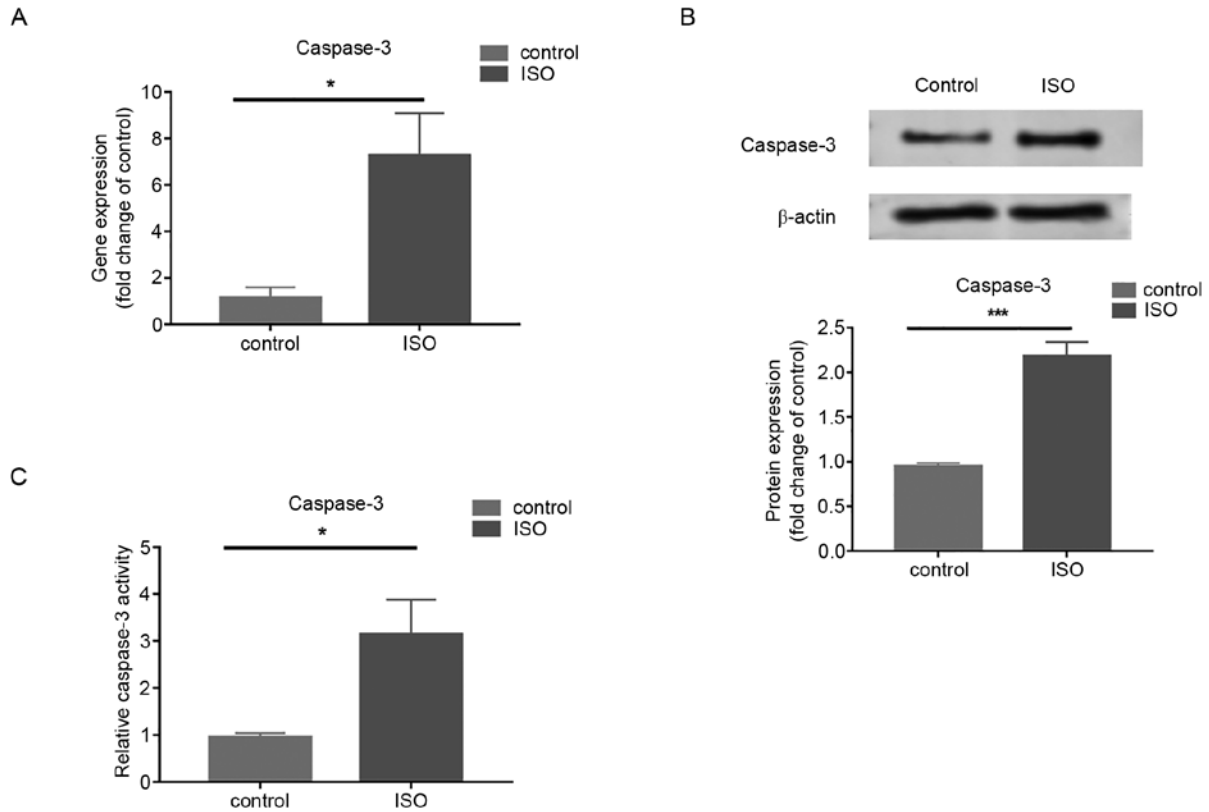 A
Caspase-3
control
ISO
*
Gene expression
(fold change of control)
10
8
6
4
2
0
control
ISO
B
Control
ISO
Caspase-3
β-actin
Caspase-3
control
ISO
***
Protein expression
(fold change of control)
2.5
2.0
1.5
1.0
0.5
0.0
control
ISO
C
Caspase-3
control
ISO
*
Relative caspase-3 activity
5
4
3
2
1
0
control
ISO